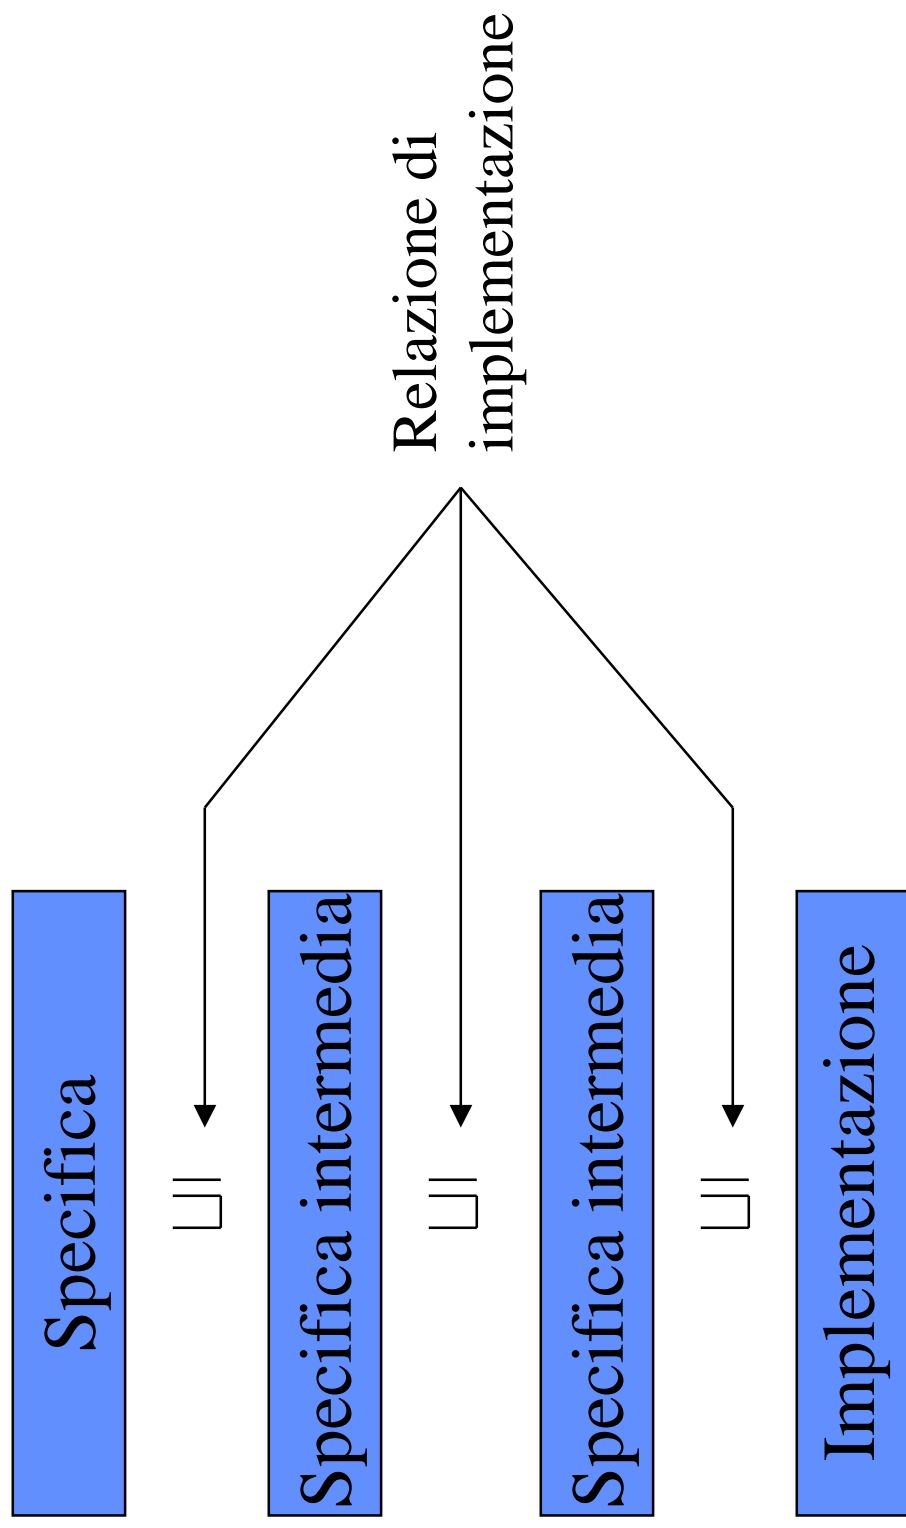 Specifica
Specifica intermedia
Relazione di
implementazione
Specifica intermedia
Implementazione